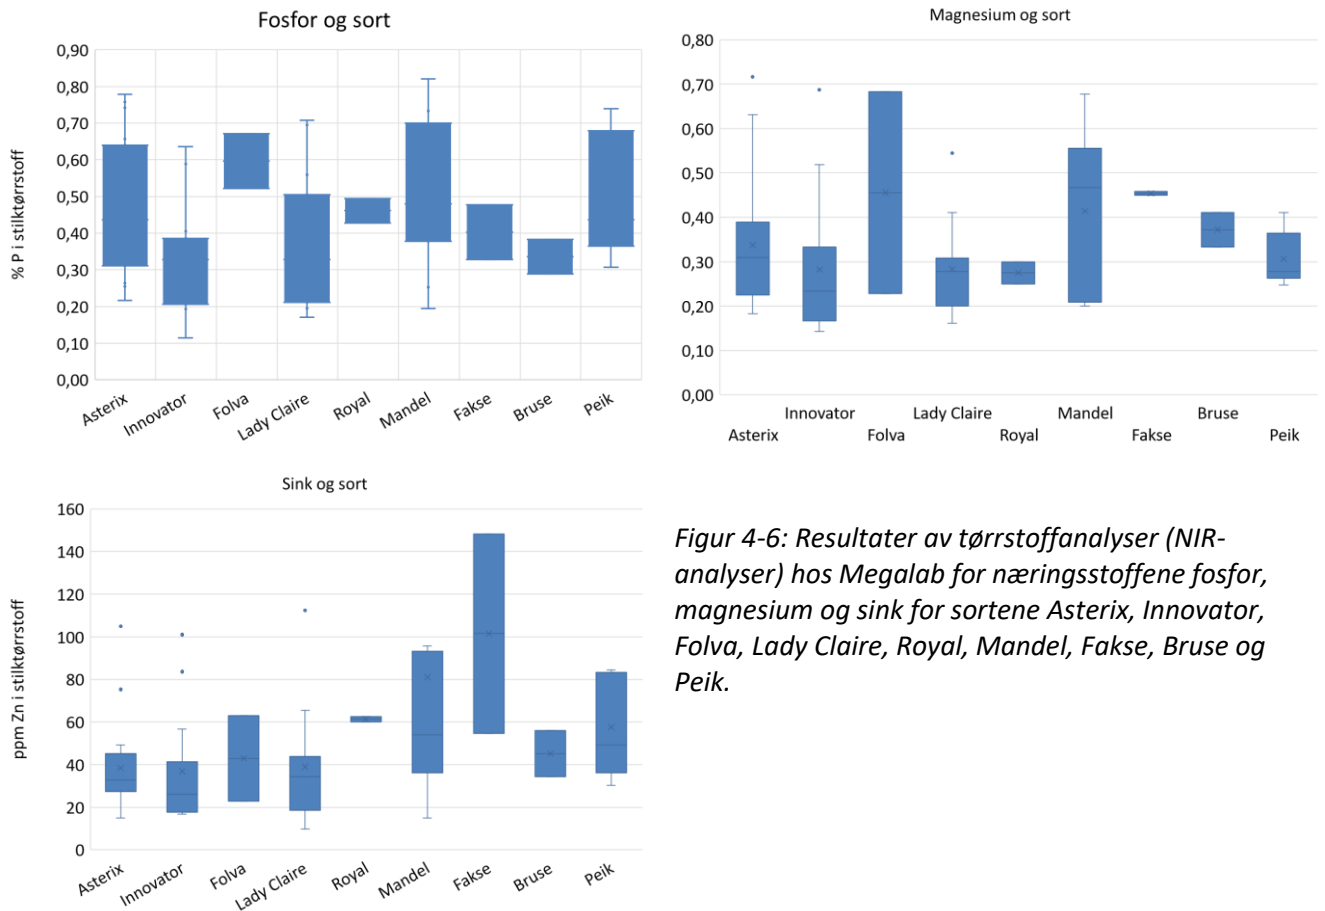 Fosfor og sort
% P i stilktørrstoff
0,90
0,80
0,70
0,60
0,50
0,40
0,30
0,20
0,10
0,00
Asterix
Innovator
Folva
Lady Claire
Royal
Mandel
Fakse
Bruse
Peik
Magnesium og sort
0,80
0,70
0,60
0,50
0,40
0,30
0,20
0,10
0,00
Asterix
Innovator
Folva
Lady Claire
Royal
Mandel
Fakse
Bruse
Peik
Sink og sort
ppm Zn i stilktørrstoff
160
140
120
100
80
60
40
20
0
Asterix
Innovator
Folva
Lady Claire
Royal
Mandel
Fakse
Bruse
Peik
Figur 4-6: Resultater av tørrstoffanalyser (NIR-
analyser) hos Megalab for næringsstoffene fosfor,
magnesium og sink for sortene Asterix, Innovator,
Folva, Lady Claire, Royal, Mandel, Fakse, Bruse og
Peik.